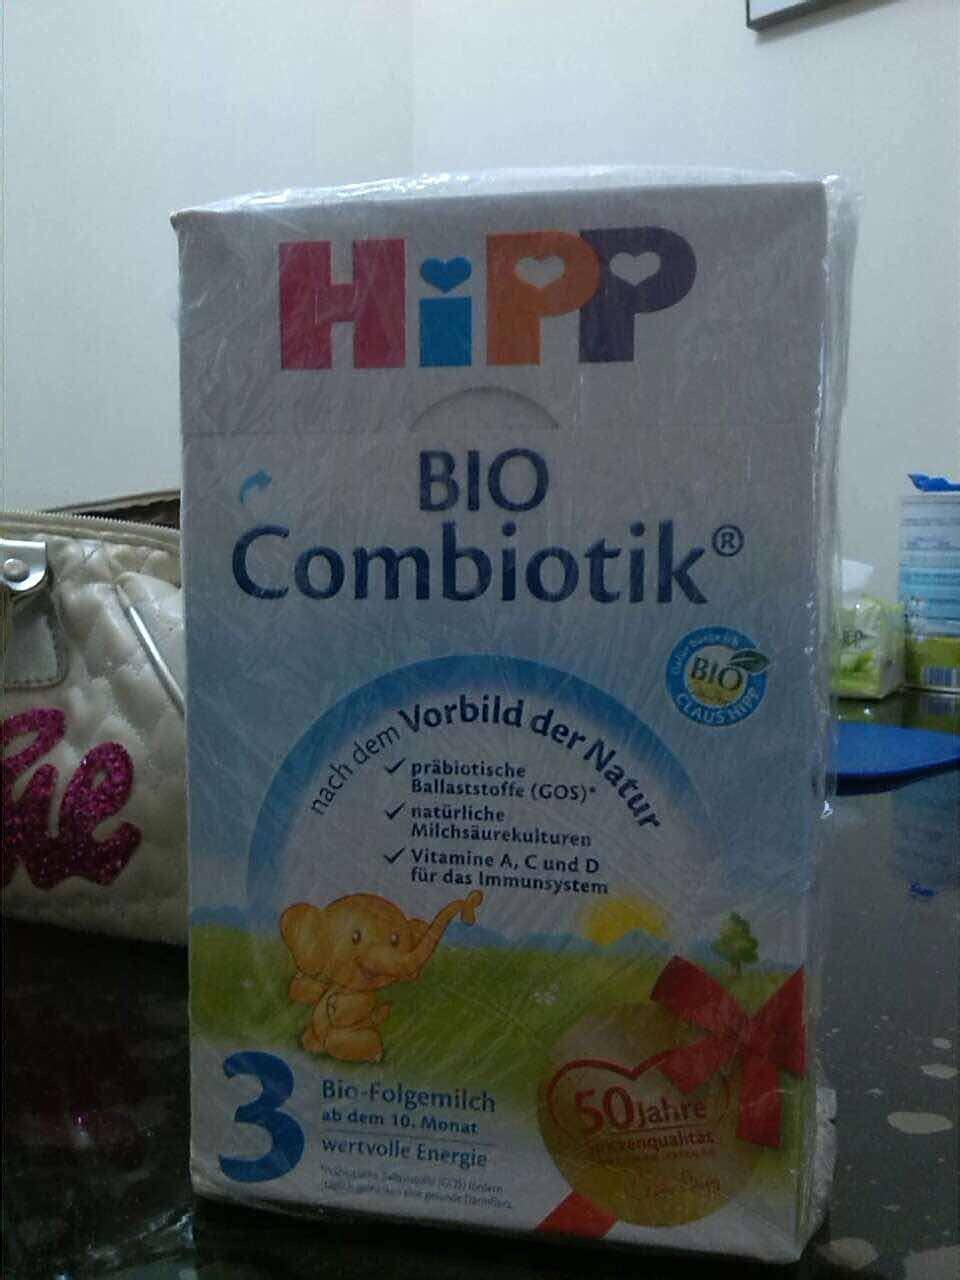 HiPP
BIO
Combiotik®
BIO
CLAUS HIPP
nach dem Vorbild der Natur
präbiotische
Ballaststoffe (GOS)*
natürliche
Milchsäurekulturen
Vitamine A, C und D
für das Immunsystem
3
Bio-Folgemilch
ab dem 10. Monat
wertvolle Energie
50 Jahre
Spitzenqualität